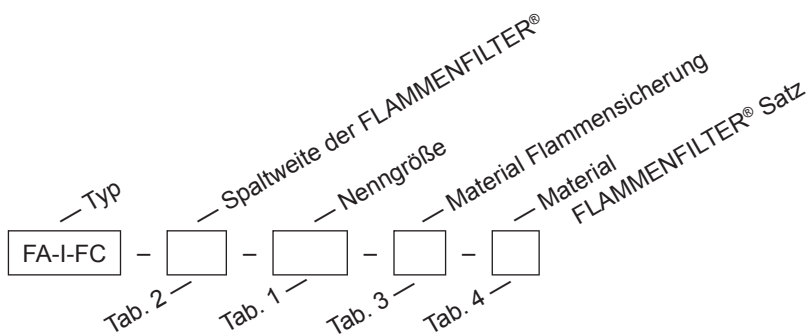 — Typ
— Spaltweite der FLAMMENFILTER®
— Nenngröße
— Material Flammensicherung
— Material
FLAMMENFILTER® Satz
FA-I-FC – – – –
Tab. 2 —
Tab. 1 —
Tab. 3 —
Tab. 4 —